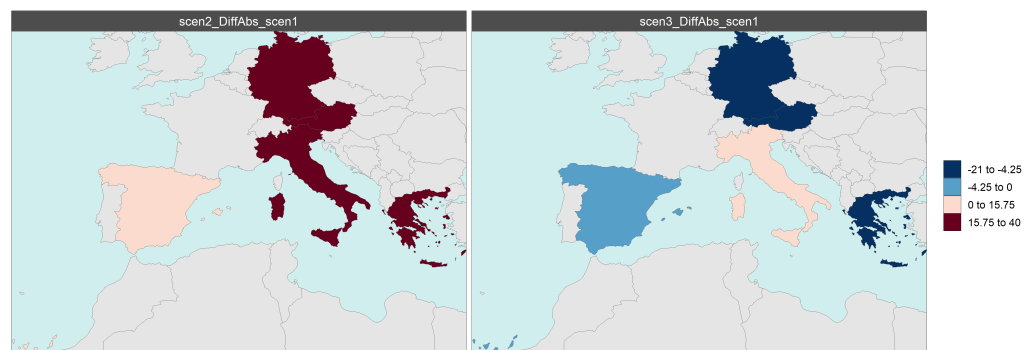 scen2_DiffAbs_scen1
scen3_DiffAbs_scen1
-21 to -4.25
-4.25 to 0
0 to 15.75
15.75 to 40